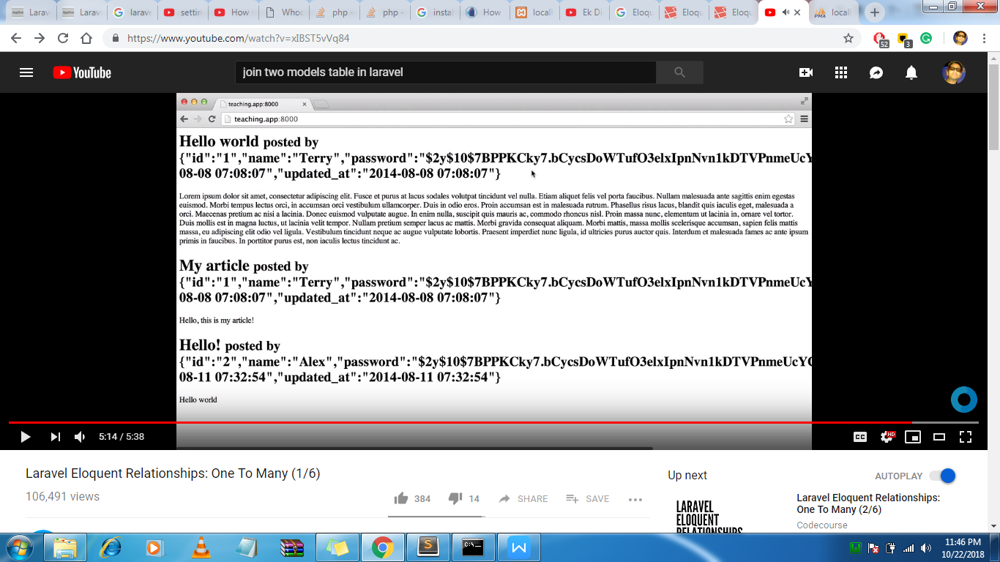 Larav
Larav
larave
settin
How t
Whoo
php -
php -
instal
How
locall
Ek Di
Eloqu
Eloqu
Eloqu
locall
https://www.youtube.com/watch?v=xIBST5vVq84
52
3
YouTube
join two models table in laravel
teaching.app:8000
teaching.app:8000
Hello world posted by
{"id":"1","name":"Terry","password":"$2y$10$7BPPKCky7.bCycsDoWTufO3elxIpnNvn1kDTVPnmeUcY
08-08 07:08:07","updated_at":"2014-08-08 07:08:07"}
Lorem ipsum dolor sit amet, consectetur adipiscing elit. Fusce et purus at lacus sodales volutpat tincidunt vel nulla. Etiam aliquet felis vel porta faucibus. Nullam malesuada ante sagittis enim egestas
euismod. Morbi tempus lectus orci, in accumsan orci vestibulum ullamcorper. Duis in odio eros. Proin accumsan est in malesuada rutrum. Phasellus risus lacus, blandit quis iaculis eget, malesuada a
orci. Maecenas pretium ac nisi a lacinia. Donec euismod vulputate augue. In enim nulla, suscipit quis mauris ac, commodo rhoncus nisl. Proin massa nunc, elementum ut lacinia in, ornare vel tortor.
Duis mollis est in magna luctus, ut lacinia velit tempor. Nullam pretium semper lacus ac mattis. Morbi gravida consequat aliquam. Morbi mattis, massa mollis scelerisque accumsan, sapien felis mattis
massa, eu adipiscing elit odio vel ligula. Vestibulum tincidunt neque ac augue vulputate lobortis. Praesent imperdiet nunc ligula, id ultricies purus auctor quis. Interdum et malesuada fames ac ante ipsum
primis in faucibus. In porttitor purus est, non iaculis lectus tincidunt ac.
My article posted by
{"id":"1","name":"Terry","password":"$2y$10$7BPPKCky7.bCycsDoWTufO3elxIpnNvn1kDTVPnmeUcY
08-08 07:08:07","updated_at":"2014-08-08 07:08:07"}
Hello, this is my article!
Hello! posted by
{"id":"2","name":"Alex","password":"$2y$10$7BPPKCky7.bCycsDoWTufO3elxIpnNvn1kDTVPnmeUcYC
08-11 07:32:54","updated_at":"2014-08-11 07:32:54"}
Hello world
5:14 / 5:38
CC
HD
Laravel Eloquent Relationships: One To Many (1/6)
106,491 views
384
14
SHARE
SAVE
Up next
AUTOPLAY
LARAVEL
ELOQUENT
RELATIONSHIPS
Laravel Eloquent Relationships:
One To Many (2/6)
Codecourse
11:46 PM
10/22/2018